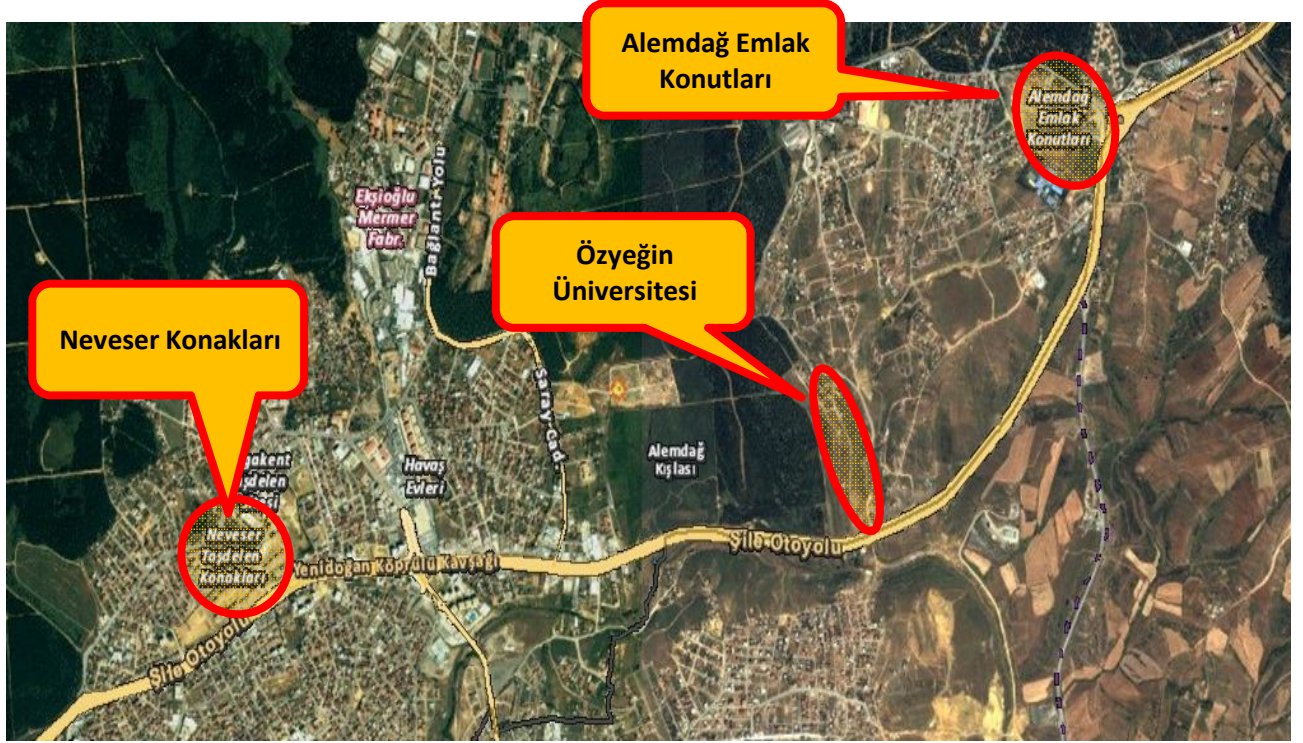 Alemdağ Emlak
Konutları
Alemdağ
Emlak
Konutları
Bağlantı Yolu
Ekşioğlu
Mermer
Fabr.
Özyeğin
Üniversitesi
Neveser Konakları
Saray Cad.
Alemdağ
Kışlası
Havaş
Evleri
Neveser
Taşdelen
Konakları
Yenidoğan Köprülü Kavşağı
Şile Otoyolu
Şile Otoyolu